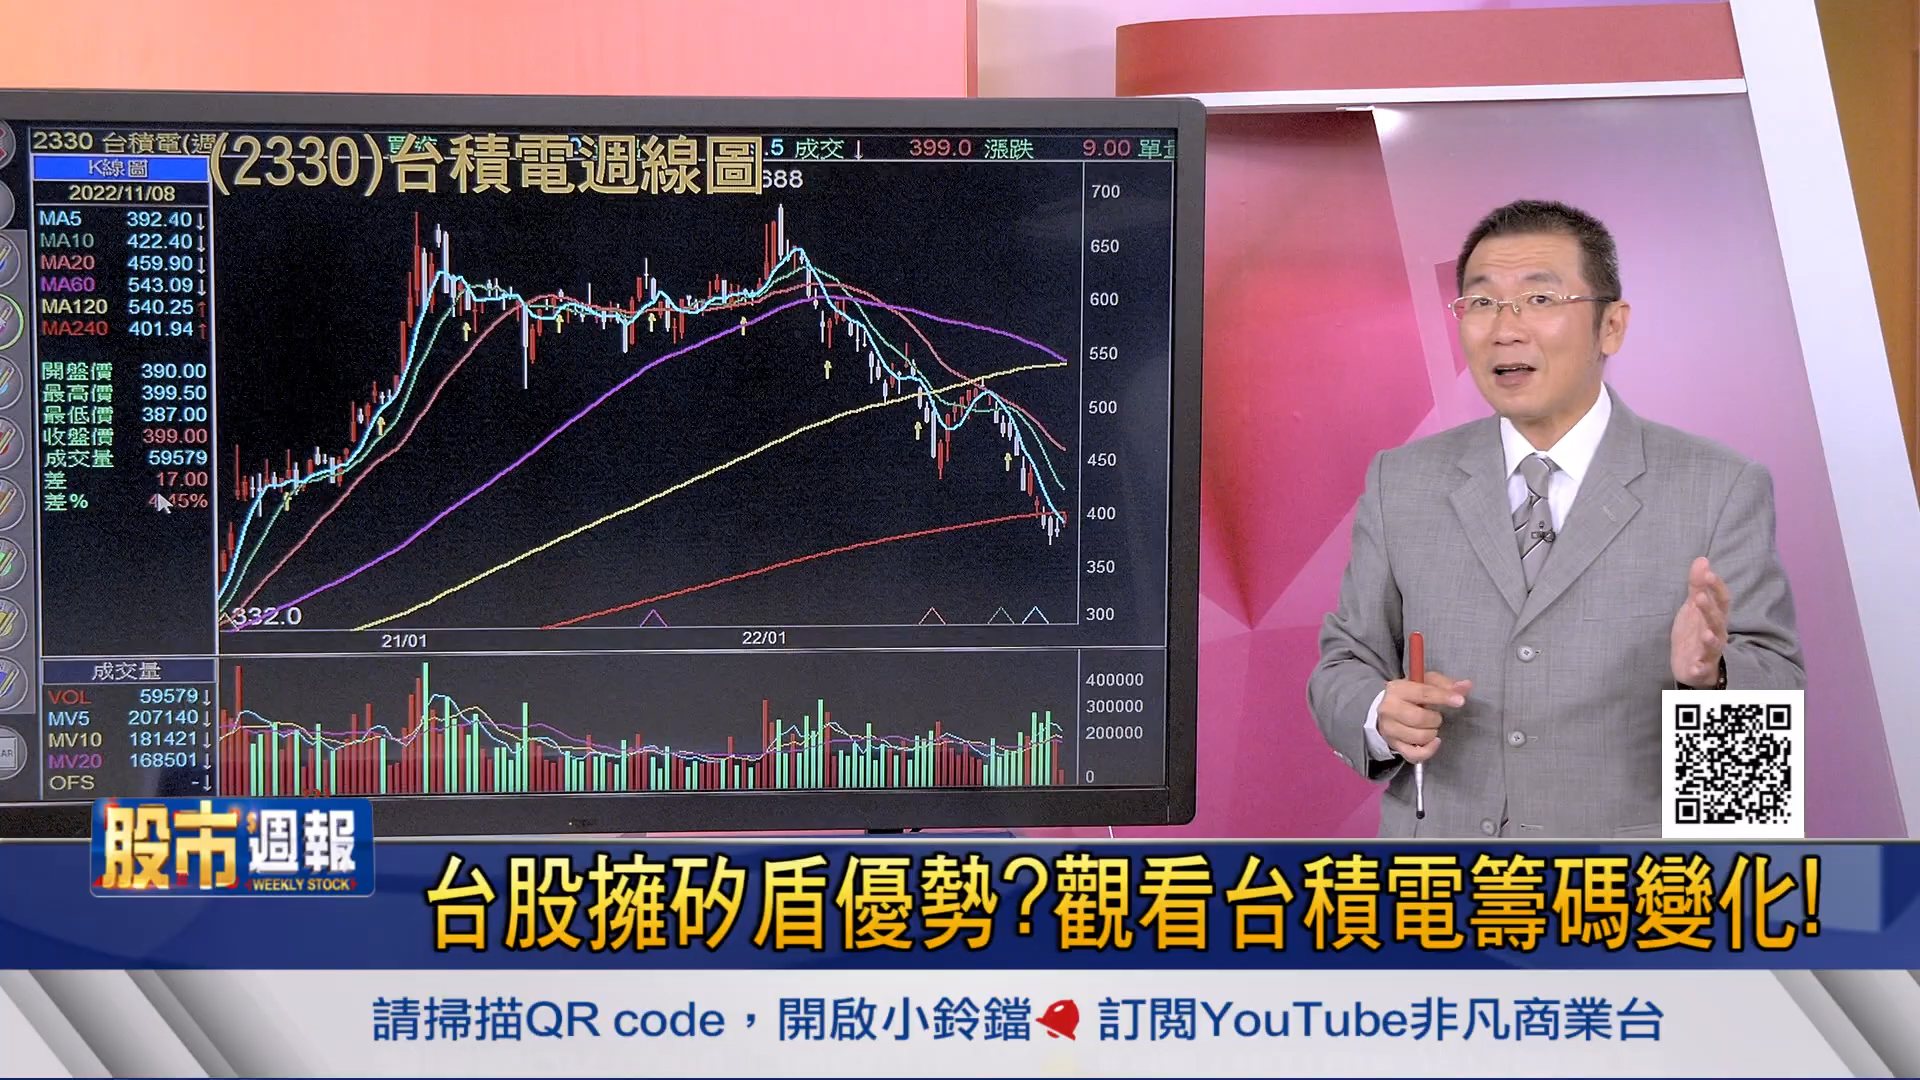 2330 台積電(週
(2330)台積電週線圖
.5 成交↓ 399.0 漲跌 9.00 單量
K線圖
2022/11/08
MA5 392.40↓
MA10 422.40↓
MA20 459.90↓
MA60 543.09↓
MA120 540.25↑
MA240 401.94↑
開盤價 390.00
最高價 399.50
最低價 387.00
收盤價 399.00
成交量 59579
差 17.00
差% 4.45%
688
700
650
600
550
500
450
400
350
300
332.0
21/01
22/01
成交量
VOL 59579↓
MV5 207140↓
MV10 181421↓
MV20 168501↓
OFS -↓
400000
300000
200000
0
股市週報
WEEKLY STOCK
台股擁矽盾優勢?觀看台積電籌碼變化!
請掃描QR code，開啟小鈴鐺 訂閱YouTube非凡商業台